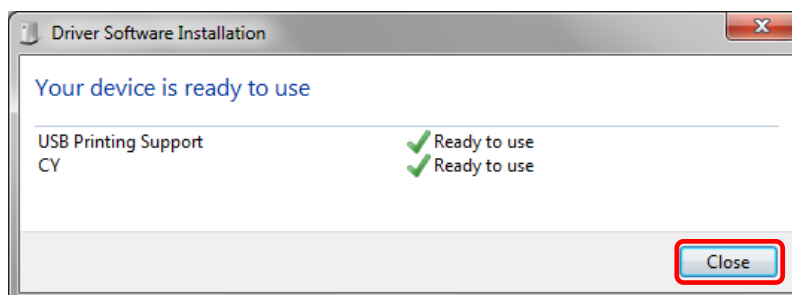 Driver Software Installation
Your device is ready to use
USB Printing Support Ready to use
CY Ready to use
Close